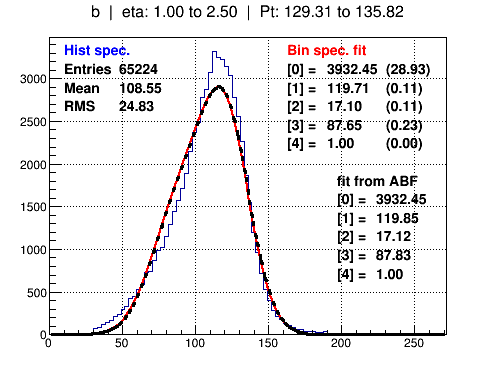 b | eta: 1.00 to 2.50 | Pt: 129.31 to 135.82
Hist spec.
Entries 65224
Mean 108.55
RMS 24.83
Bin spec. fit
[0] = 3932.45 (28.93)
[1] = 119.71 (0.11)
[2] = 17.10 (0.11)
[3] = 87.65 (0.23)
[4] = 1.00 (0.00)
fit from ABF
[0] = 3932.45
[1] = 119.85
[2] = 17.12
[3] = 87.83
[4] = 1.00
3000
2500
2000
1500
1000
500
0
0 50 100 150 200 250